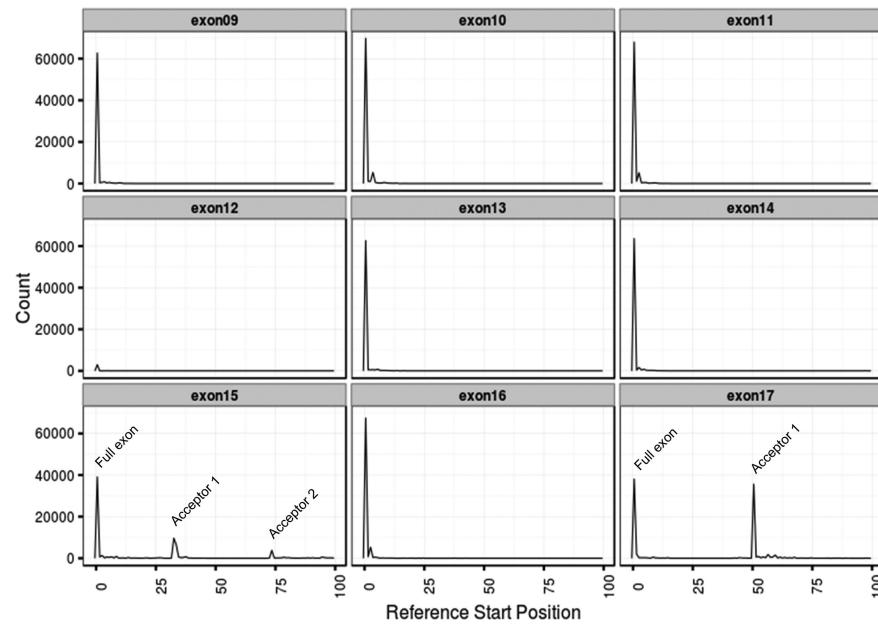 exon09 exon10 exon11
60000
40000
20000
0
exon12 exon13 exon14
60000
40000
20000
0
exon15 exon16 exon17
60000
40000
20000
0
Full exon
Acceptor 1
Acceptor 2
Full exon
Acceptor 1
0 25 50 75 100 0 25 50 75 100 0 25 50 75 100
Count
Reference Start Position